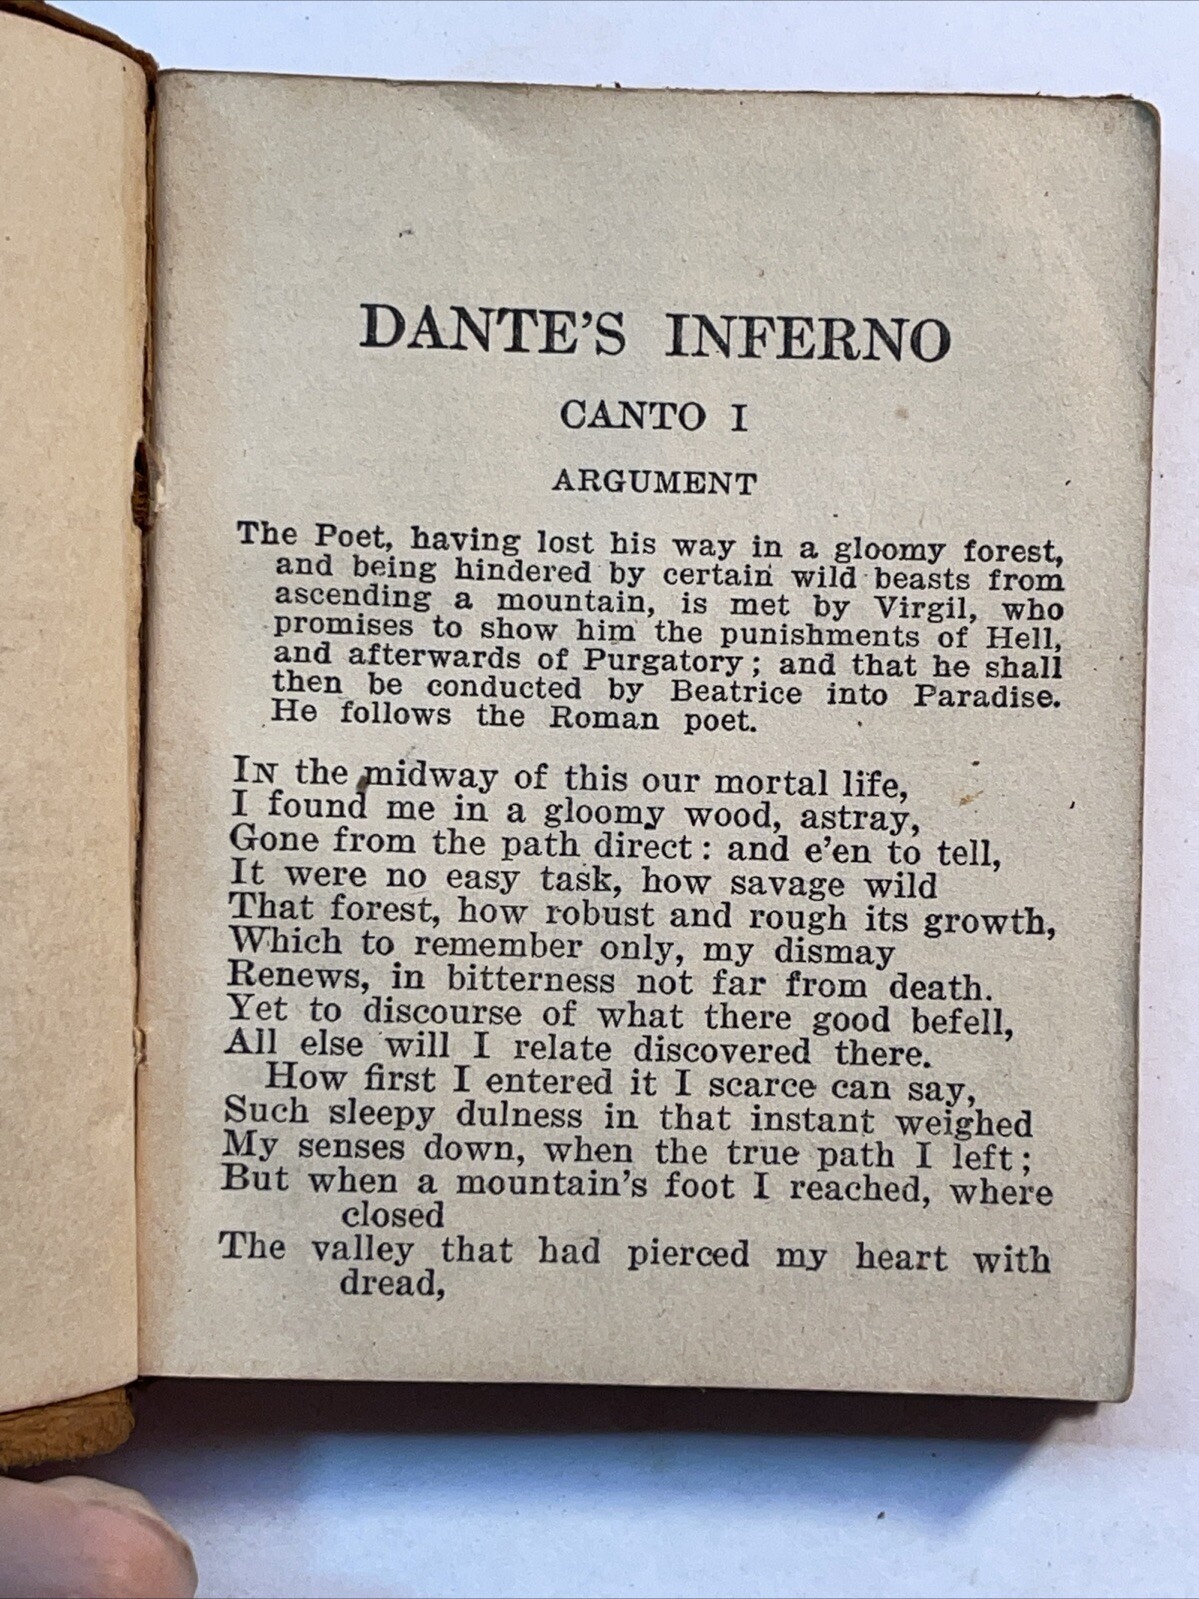 DANTE'S INFERNO
CANTO I
ARGUMENT
The Poet, having lost his way in a gloomy forest,
and being hindered by certain wild beasts from
ascending a mountain, is met by Virgil, who
promises to show him the punishments of Hell,
and afterwards of Purgatory; and that he shall
then be conducted by Beatrice into Paradise.
He follows the Roman poet.
IN the midway of this our mortal life,
I found me in a gloomy wood, astray,
Gone from the path direct: and e'en to tell,
It were no easy task, how savage wild
That forest, how robust and rough its growth,
Which to remember only, my dismay
Renews, in bitterness not far from death.
Yet to discourse of what there good befell,
All else will I relate discovered there.
How first I entered it I scarce can say,
Such sleepy dulness in that instant weighed
My senses down, when the true path I left;
But when a mountain's foot I reached, where
closed
The valley that had pierced my heart with
dread,